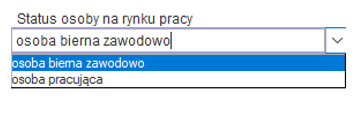 Status osoby na rynku pracy
osoba bierna zawodowo
osoba bierna zawodowo
osoba pracująca